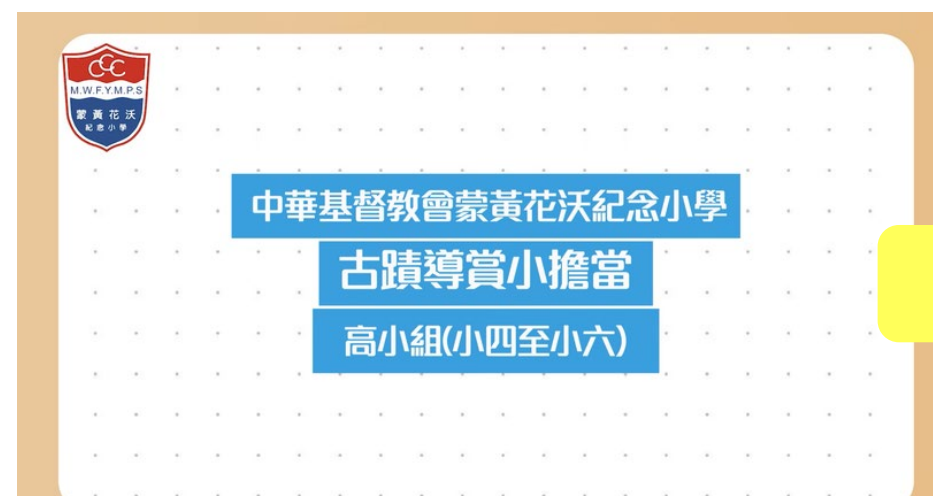 CCC
M.W.F.Y.M.P.S
蒙黃花沃
紀念小學
中華基督教會蒙黃花沃紀念小學
古蹟導賞小擔當
高小組(小四至小六)